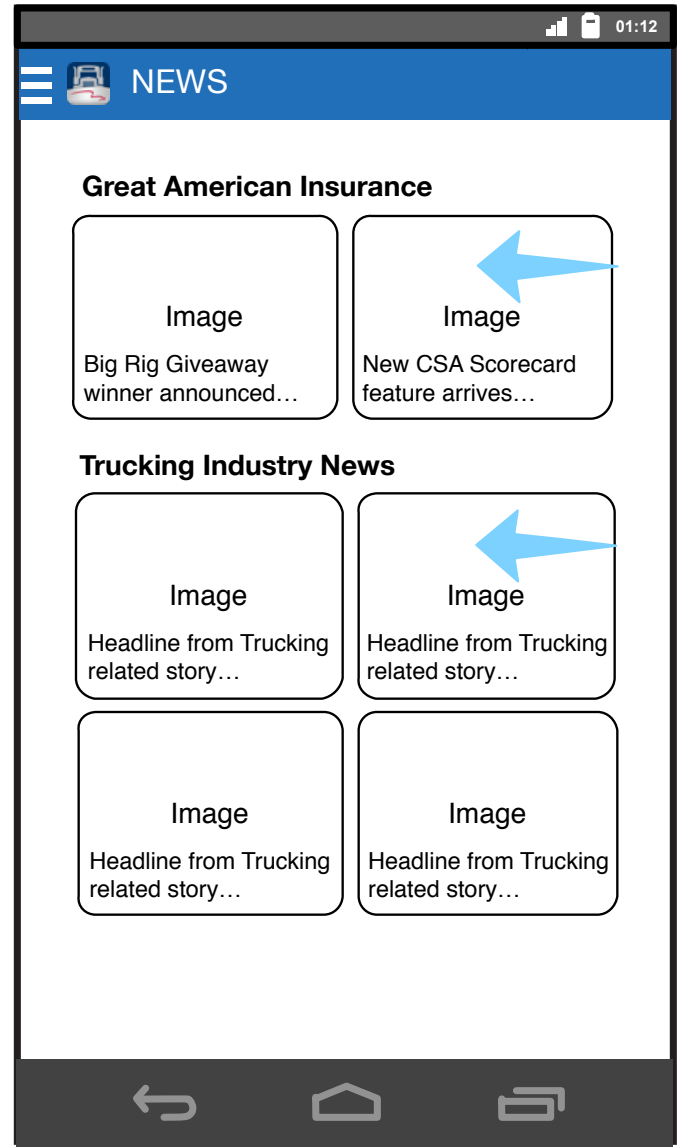 01:12
NEWS
Great American Insurance
Image
Big Rig Giveaway
winner announced…
Image
New CSA Scorecard
feature arrives…
Trucking Industry News
Image
Headline from Trucking
related story…
Image
Headline from Trucking
related story…
Image
Headline from Trucking
related story…
Image
Headline from Trucking
related story…